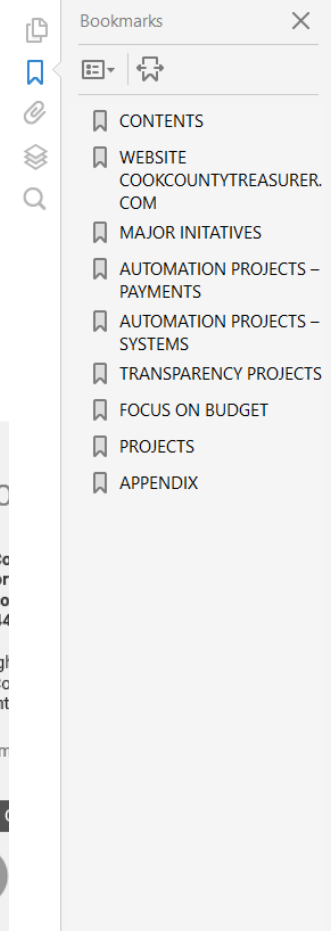 Bookmarks
CONTENTS
WEBSITE
COOKCOUNTYTREASURER.
COM
MAJOR INITATIVES
AUTOMATION PROJECTS –
PAYMENTS
AUTOMATION PROJECTS –
SYSTEMS
TRANSPARENCY PROJECTS
FOCUS ON BUDGET
PROJECTS
APPENDIX